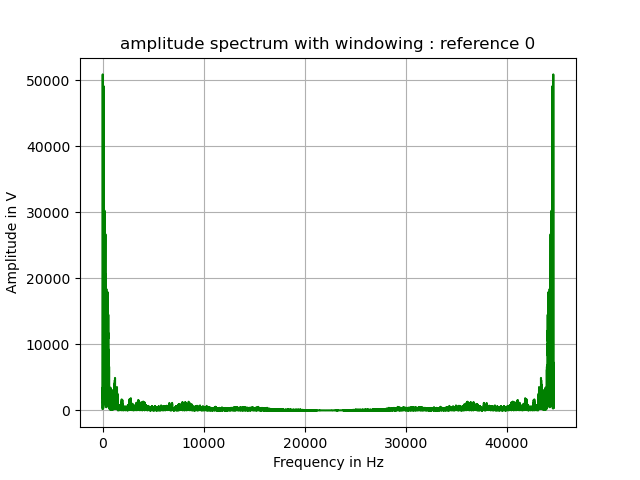 amplitude spectrum with windowing : reference 0
50000
40000
30000
20000
10000
0
Amplitude in V
0 10000 20000 30000 40000
Frequency in Hz